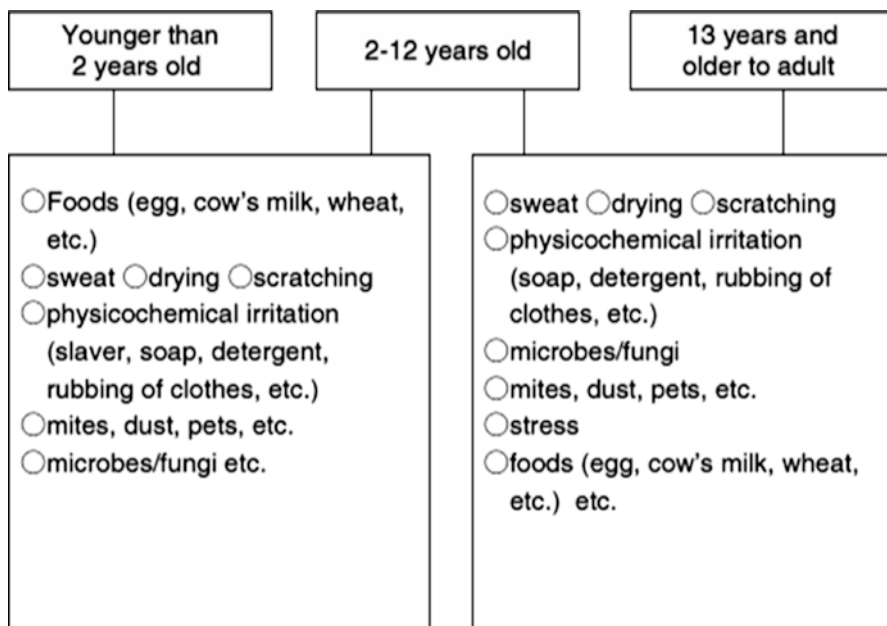 Younger than
2 years old
2-12 years old
13 years and
older to adult
○Foods (egg, cow's milk, wheat,
etc.)
○sweat ○drying ○scratching
○physicochemical irritation
(slaver, soap, detergent,
rubbing of clothes, etc.)
○mites, dust, pets, etc.
○microbes/fungi etc.
○sweat ○drying ○scratching
○physicochemical irritation
(soap, detergent, rubbing of
clothes, etc.)
○microbes/fungi
○mites, dust, pets, etc.
○stress
○foods (egg, cow's milk, wheat,
etc.) etc.